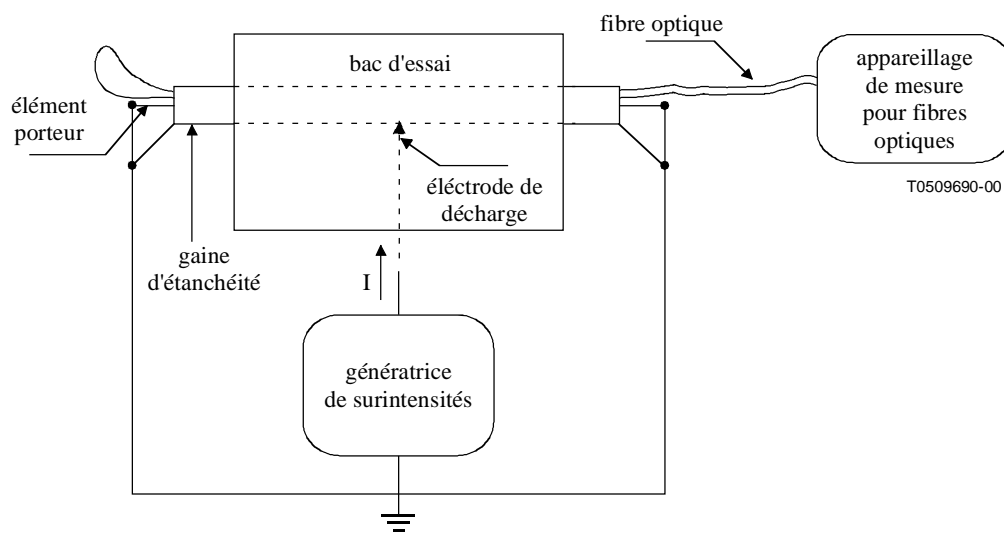 fibre optique
bac d'essai
appareillage
de mesure
pour fibres
optiques
élément
porteur
T0509690-00
éléctrode de
décharge
gaine
d'étanchéité
I
génératrice
de surintensités